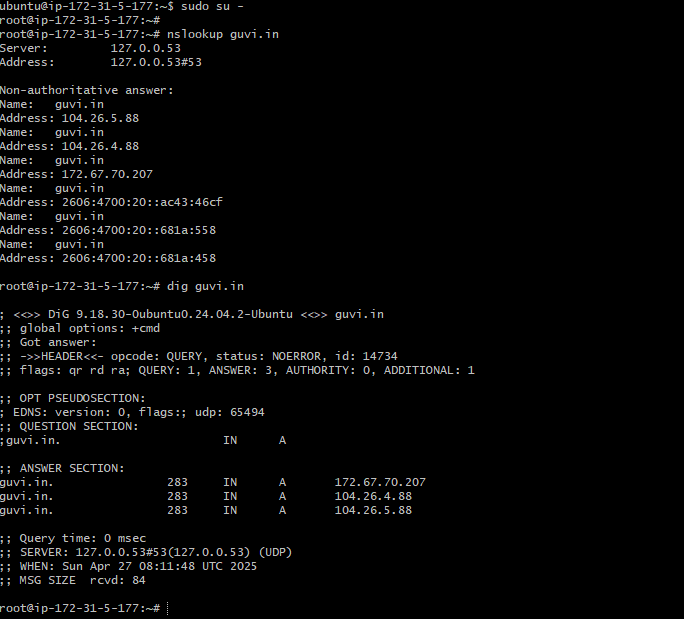 ubuntu@ip-172-31-5-177:~$ sudo su -
root@ip-172-31-5-177:~#
root@ip-172-31-5-177:~# nslookup guvi.in
Server:         127.0.0.53
Address:        127.0.0.53#53

Non-authoritative answer:
Name:   guvi.in
Address: 104.26.5.88
Name:   guvi.in
Address: 104.26.4.88
Name:   guvi.in
Address: 172.67.70.207
Name:   guvi.in
Address: 2606:4700:20::ac43:46cf
Name:   guvi.in
Address: 2606:4700:20::681a:558
Name:   guvi.in
Address: 2606:4700:20::681a:458

root@ip-172-31-5-177:~# dig guvi.in

; <<>> DiG 9.18.30-0ubuntu0.24.04.2-Ubuntu <<>> guvi.in
;; global options: +cmd
;; Got answer:
;; ->>HEADER<<- opcode: QUERY, status: NOERROR, id: 14734
;; flags: qr rd ra; QUERY: 1, ANSWER: 3, AUTHORITY: 0, ADDITIONAL: 1

;; OPT PSEUDOSECTION:
; EDNS: version: 0, flags:; udp: 65494
;; QUESTION SECTION:
;guvi.in.                       IN      A

;; ANSWER SECTION:
guvi.in.                283     IN      A       172.67.70.207
guvi.in.                283     IN      A       104.26.4.88
guvi.in.                283     IN      A       104.26.5.88

;; Query time: 0 msec
;; SERVER: 127.0.0.53#53(127.0.0.53) (UDP)
;; WHEN: Sun Apr 27 08:11:48 UTC 2025
;; MSG SIZE  rcvd: 84

root@ip-172-31-5-177:~#